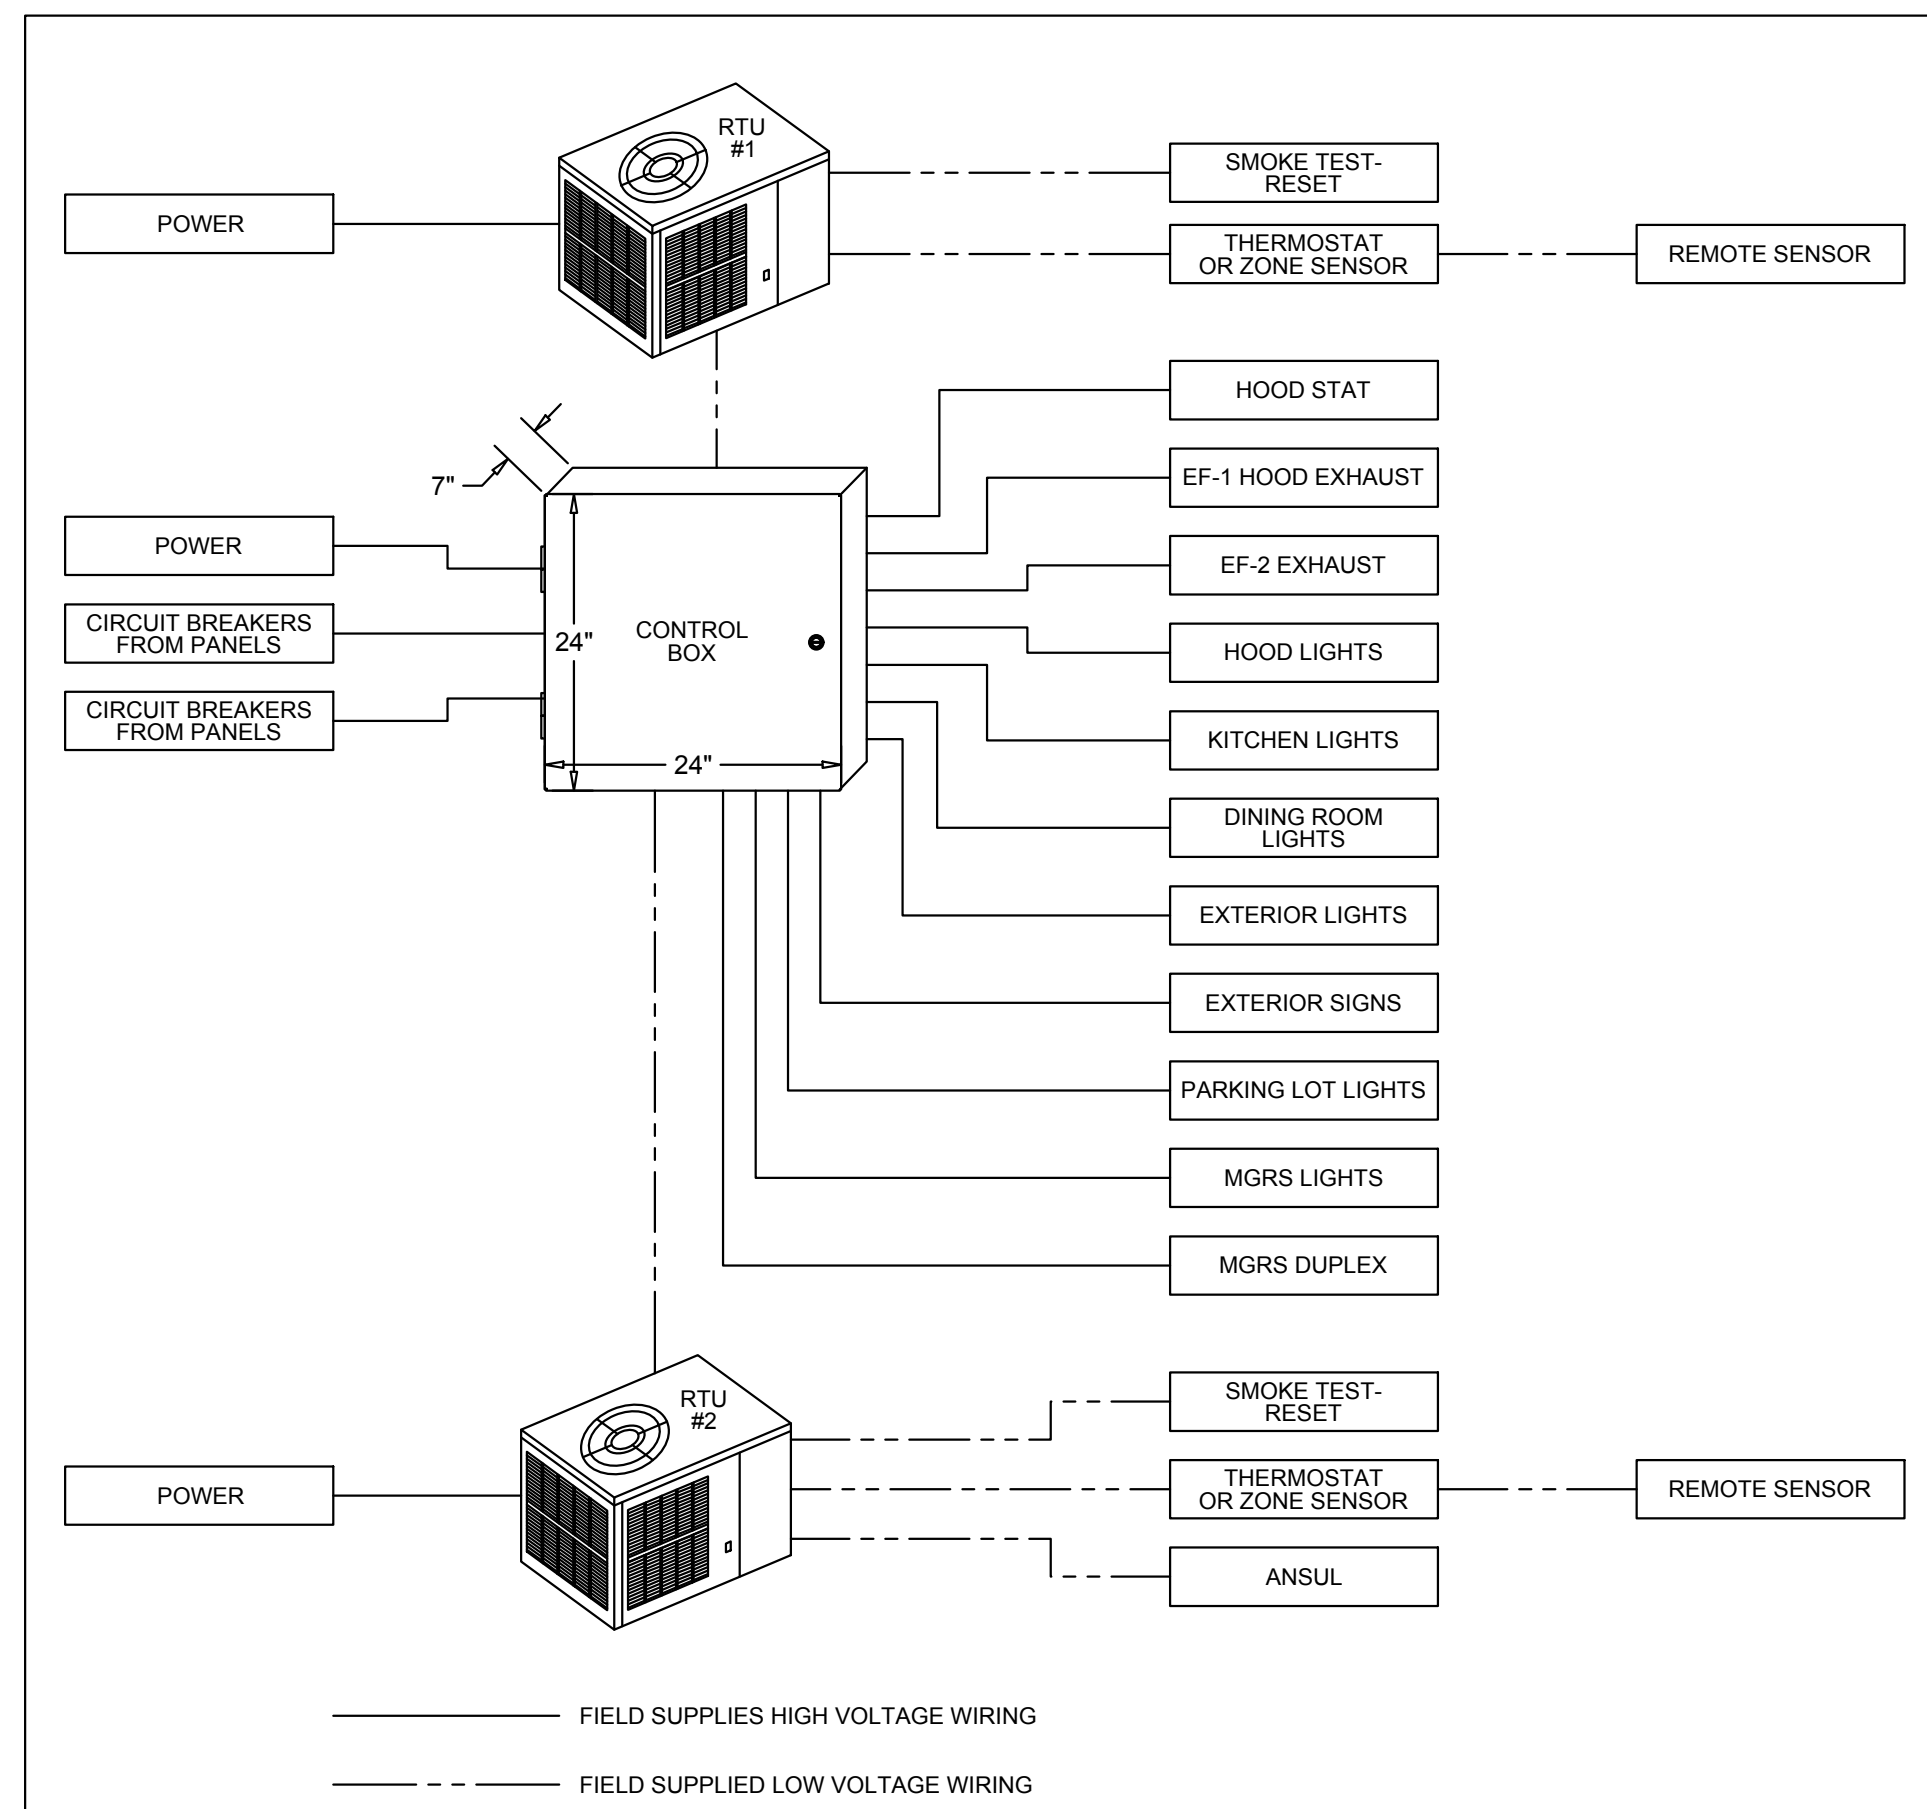 RTU
#1
SMOKE TEST-
RESET
POWER
THERMOSTAT
OR ZONE SENSOR
REMOTE SENSOR
HOOD STAT
7"
EF-1 HOOD EXHAUST
POWER
EF-2 EXHAUST
CIRCUIT BREAKERS
FROM PANELS
24"
CONTROL
BOX
HOOD LIGHTS
CIRCUIT BREAKERS
FROM PANELS
KITCHEN LIGHTS
24"
DINING ROOM
LIGHTS
EXTERIOR LIGHTS
EXTERIOR SIGNS
PARKING LOT LIGHTS
MGRS LIGHTS
MGRS DUPLEX
RTU
#2
SMOKE TEST-
RESET
POWER
THERMOSTAT
OR ZONE SENSOR
REMOTE SENSOR
ANSUL
FIELD SUPPLIES HIGH VOLTAGE WIRING
FIELD SUPPLIED LOW VOLTAGE WIRING